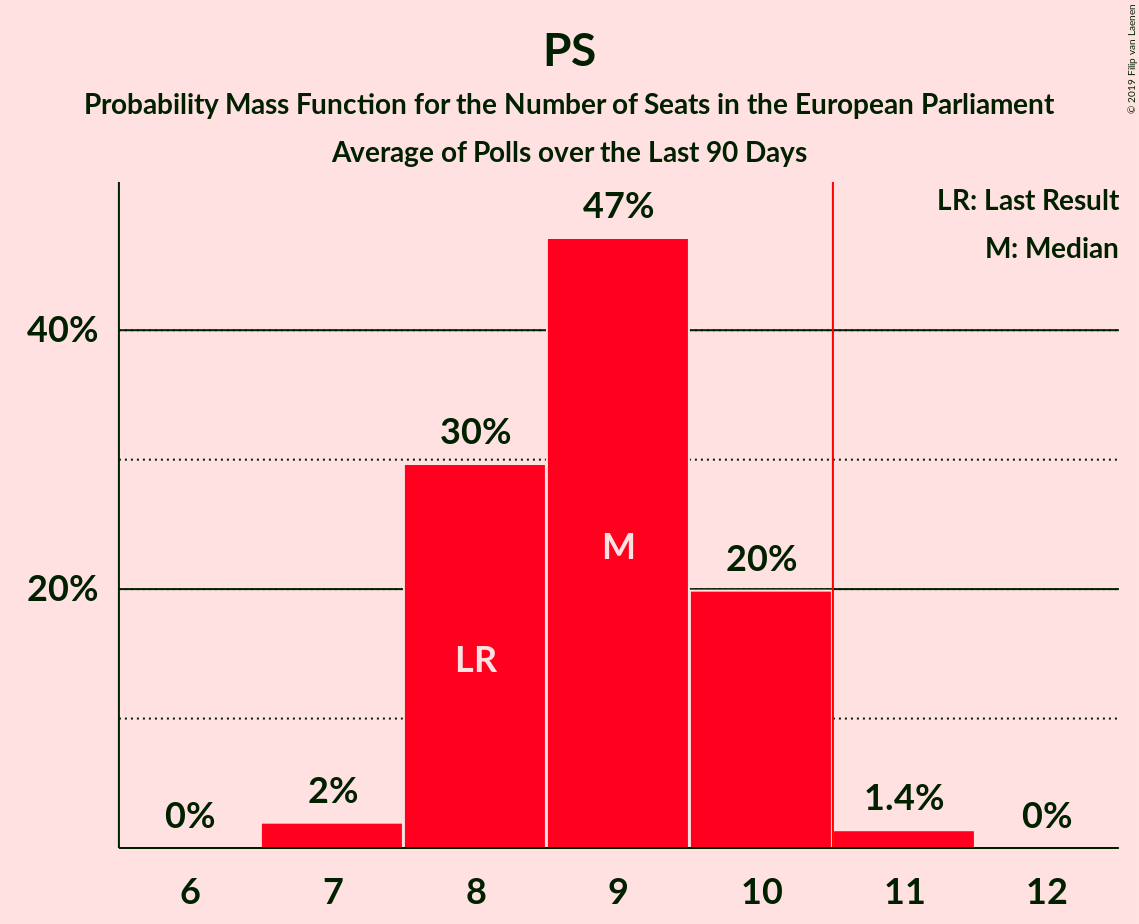 PS
Probability Mass Function for the Number of Seats in the European Parliament
Average of Polls over the Last 90 Days
© 2019 Filip van Laenen
LR: Last Result
M: Median
47%
40%
30%
M
20%
20%
LR
2%
1.4%
0%
0%
6 7 8 9 10 11 12